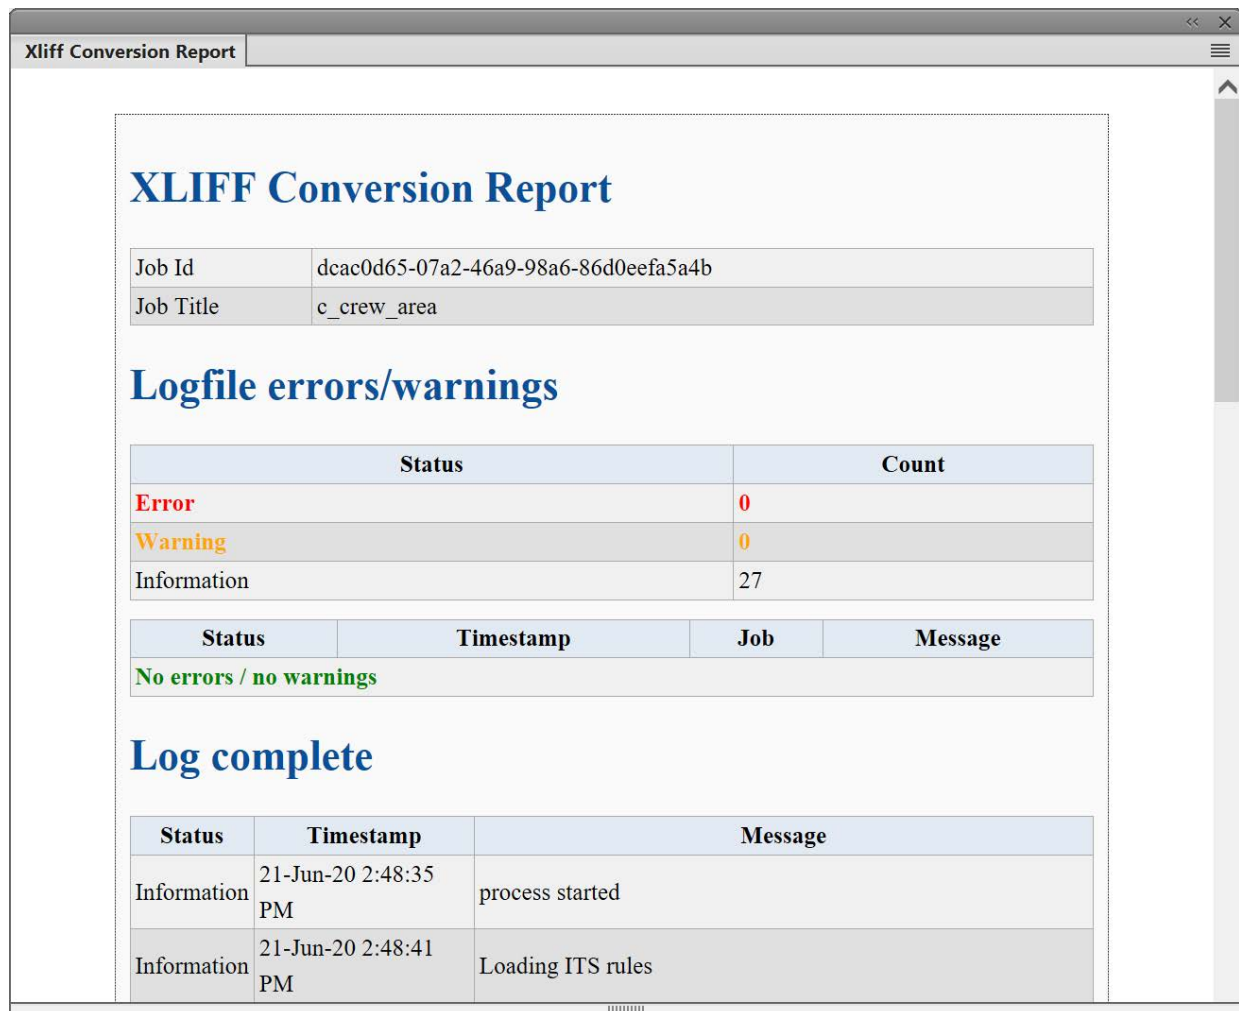 Xliff Conversion Report
XLIFF Conversion Report
Job Id dcac0d65-07a2-46a9-98a6-86d0eefa5a4b
Job Title c_crew_area
Logfile errors/warnings
Status Count
Error 0
Warning 0
Information 27
Status Timestamp Job Message
No errors / no warnings
Log complete
Status Timestamp Message
Information 21-Jun-20 2:48:35 PM process started
Information 21-Jun-20 2:48:41 PM Loading ITS rules